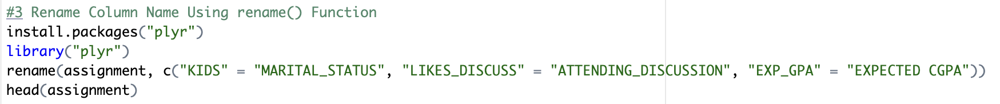 #3 Rename Column Name Using rename() Function
install.packages("plyr")
library("plyr")
rename(assignment, c("KIDS" = "MARITAL_STATUS", "LIKES_DISCUSS" = "ATTENDING_DISCUSSION", "EXP_GPA" = "EXPECTED CGPA"))
head(assignment)